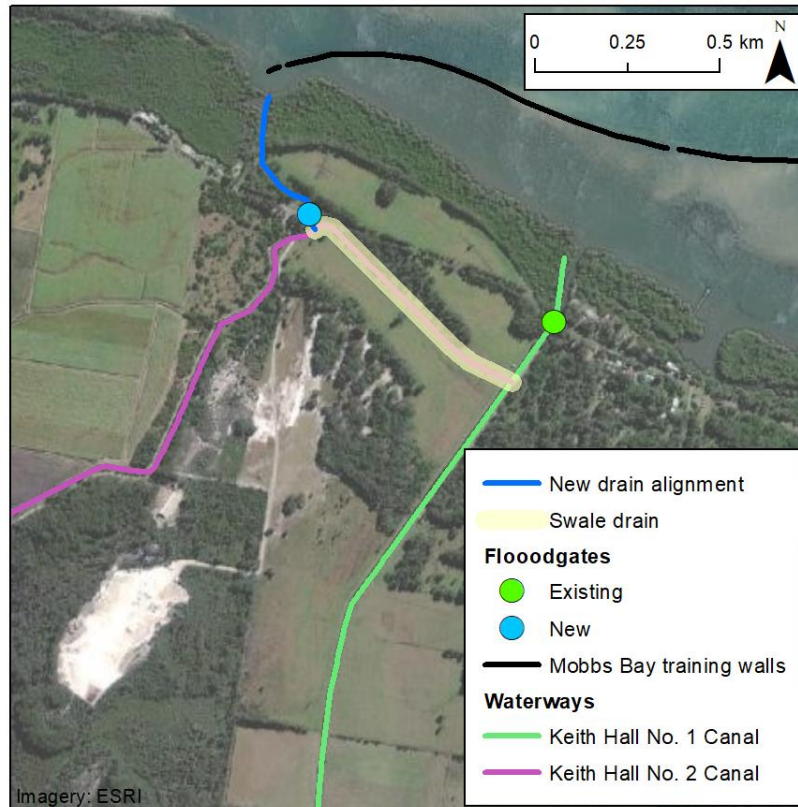 N
0 0.25 0.5 km
New drain alignment
Swale drain
Flooodgates
Existing
New
Mobbs Bay training walls
Waterways
Keith Hall No. 1 Canal
Keith Hall No. 2 Canal
Imagery: ESRI